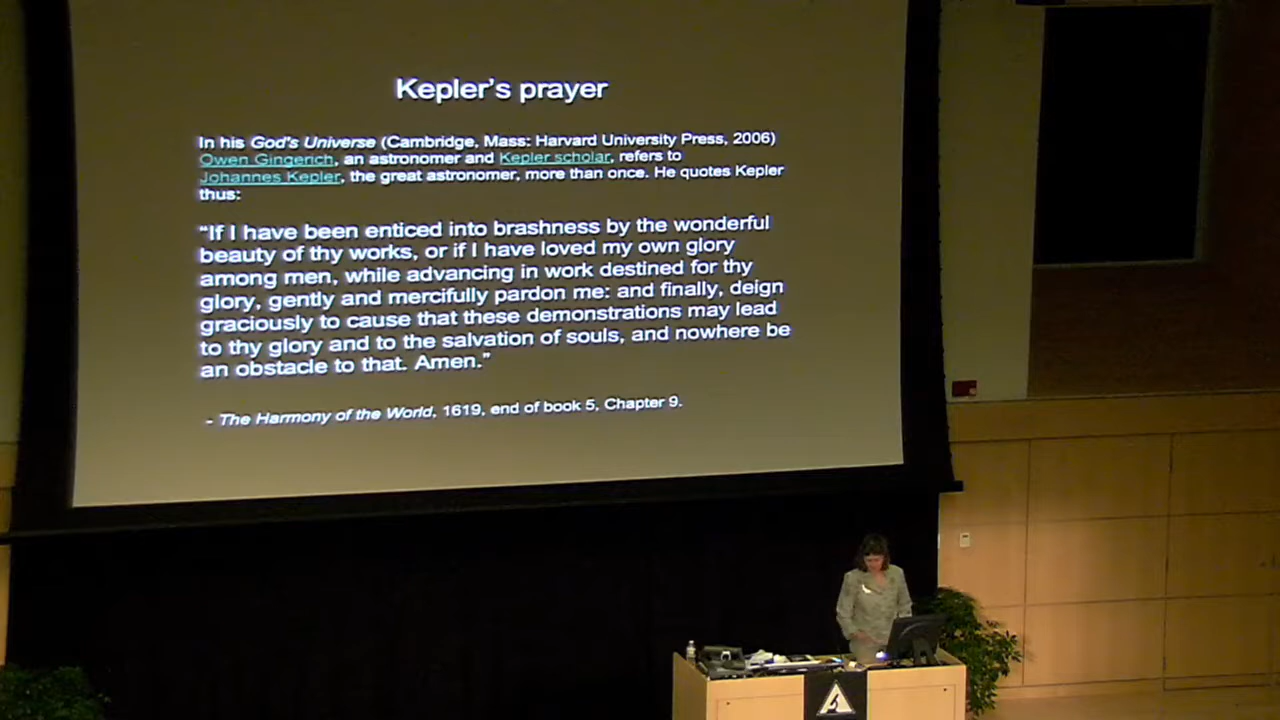 Kepler's prayer
In his God's Universe (Cambridge, Mass: Harvard University Press, 2006)
Owen Gingerich, an astronomer and Kepler scholar, refers to
Johannes Kepler, the great astronomer, more than once. He quotes Kepler
thus:
“If I have been enticed into brashness by the wonderful
beauty of thy works, or if I have loved my own glory
among men, while advancing in work destined for thy
glory, gently and mercifully pardon me: and finally, deign
graciously to cause that these demonstrations may lead
to thy glory and to the salvation of souls, and nowhere be
an obstacle to that. Amen.”
- The Harmony of the World, 1619, end of book 5, Chapter 9.